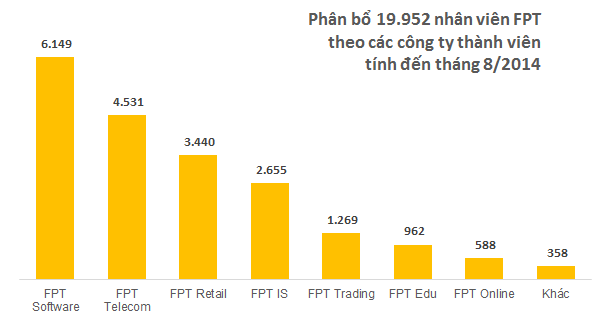 Phân bổ 19.952 nhân viên FPT
theo các công ty thành viên
tính đến tháng 8/2014
6.149
4.531
3.440
2.655
1.269
962
588
358
FPT
Software
FPT
Telecom
FPT Retail
FPT IS
FPT Trading
FPT Edu
FPT Online
Khác